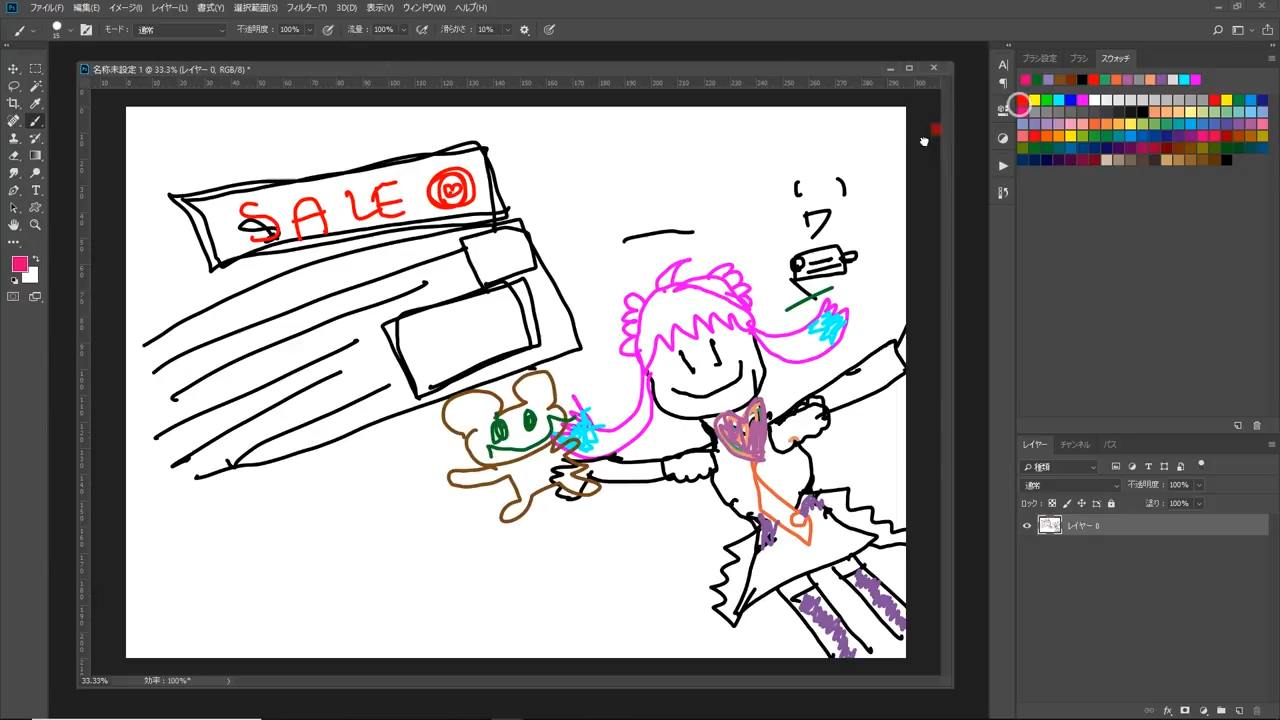 ファイル(F) 編集(E) イメージ(I) レイヤー(L) 書式(Y) 選択範囲(S) フィルター(T) 3D(D) 表示(V) ウィンドウ(W) ヘルプ(H)
15 モード: 通常 不透明度: 100% 流量: 100% 滑らかさ: 10%
名称未設定 1 @ 33.3% (レイヤー 0, RGB/8) *
ブラシ設定 ブラシ スウォッチ
SALE
ワ
レイヤー チャンネル パス
種類
通常 不透明度: 100%
ロック: 塗り: 100%
レイヤー 0
33.33% 効率: 100%*